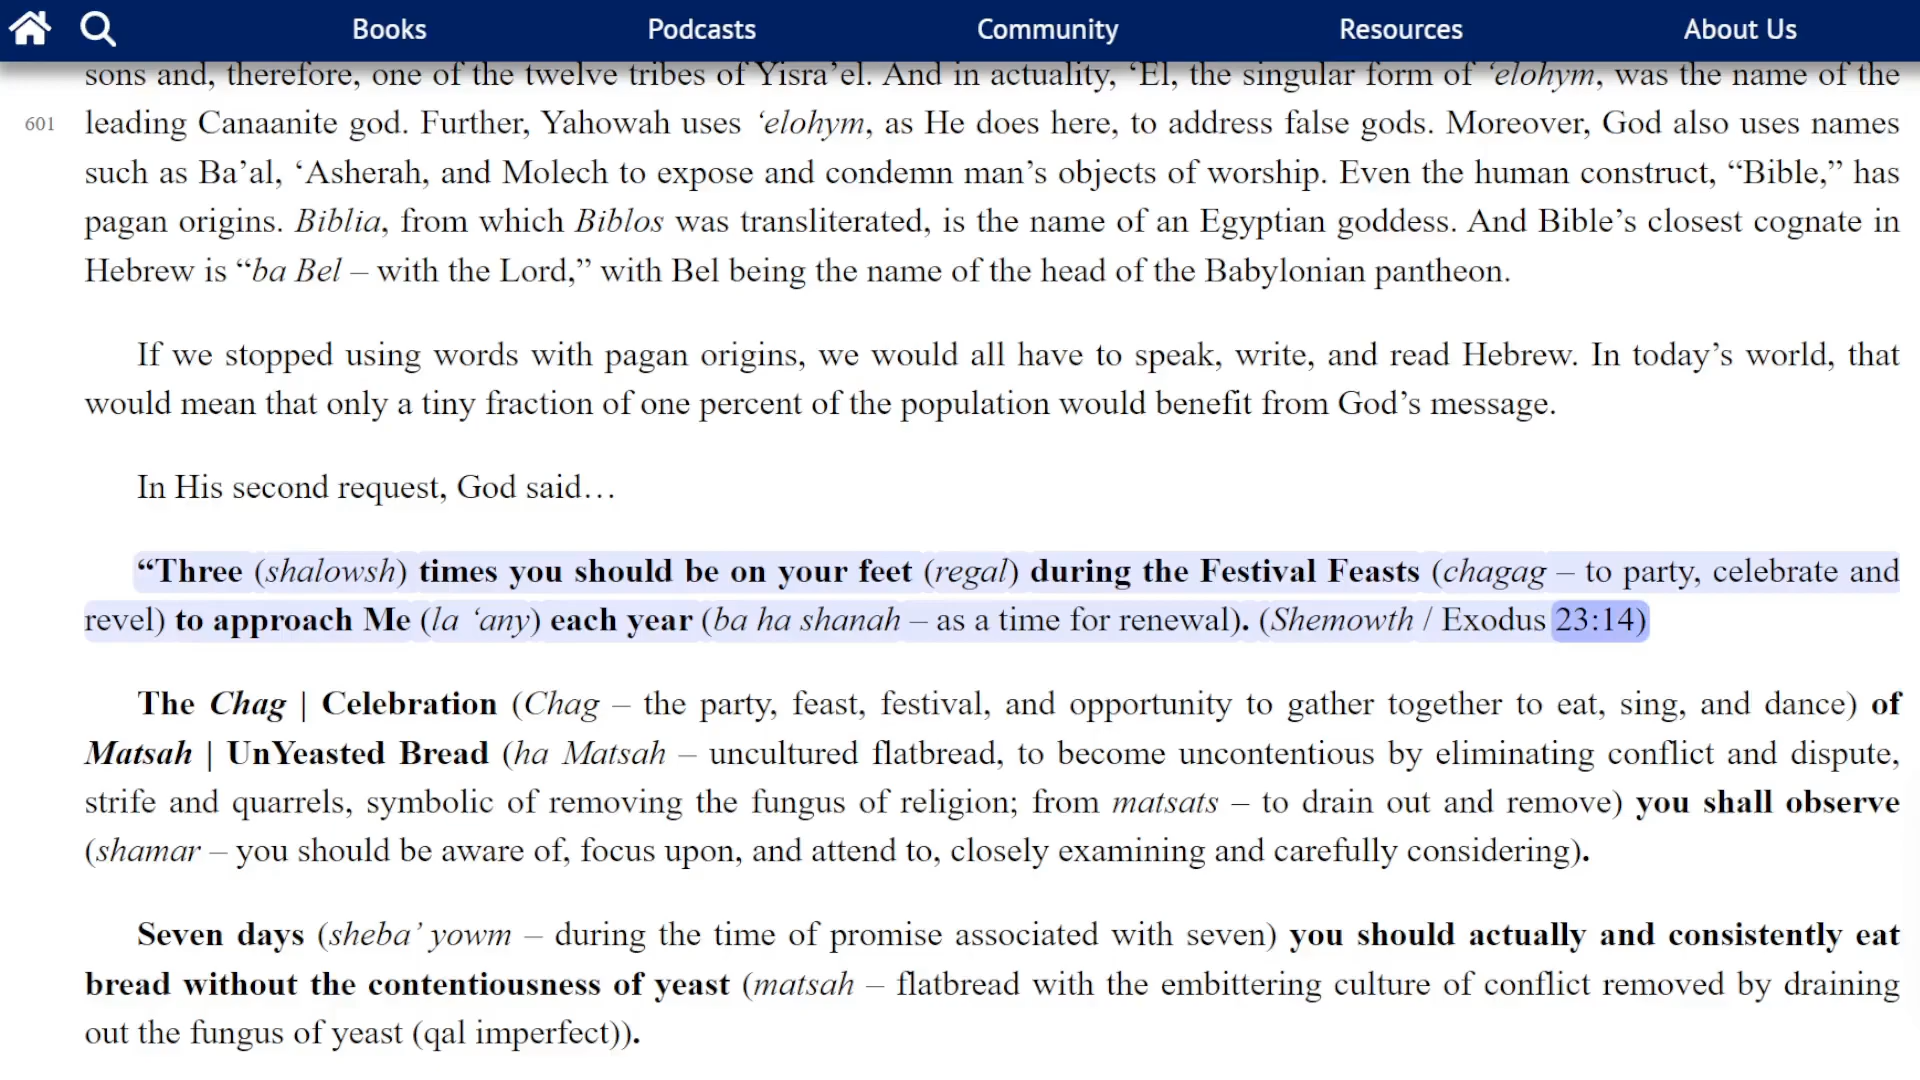 Books Podcasts Community Resources About Us
sons and, therefore, one of the twelve tribes of Yisra’el. And in actuality, ‘El, the singular form of ‘elohym, was the name of the
601 leading Canaanite god. Further, Yahowah uses ‘elohym, as He does here, to address false gods. Moreover, God also uses names
such as Ba’al, ‘Asherah, and Molech to expose and condemn man’s objects of worship. Even the human construct, “Bible,” has
pagan origins. Biblia, from which Biblos was transliterated, is the name of an Egyptian goddess. And Bible’s closest cognate in
Hebrew is “ba Bel – with the Lord,” with Bel being the name of the head of the Babylonian pantheon.
If we stopped using words with pagan origins, we would all have to speak, write, and read Hebrew. In today’s world, that
would mean that only a tiny fraction of one percent of the population would benefit from God’s message.
In His second request, God said…
“Three (shalowsh) times you should be on your feet (regal) during the Festival Feasts (chagag – to party, celebrate and
revel) to approach Me (la ‘any) each year (ba ha shanah – as a time for renewal). (Shemowth / Exodus 23:14)
The Chag | Celebration (Chag – the party, feast, festival, and opportunity to gather together to eat, sing, and dance) of
Matsah | UnYeasted Bread (ha Matsah – uncultured flatbread, to become uncontentious by eliminating conflict and dispute,
strife and quarrels, symbolic of removing the fungus of religion; from matsats – to drain out and remove) you shall observe
(shamar – you should be aware of, focus upon, and attend to, closely examining and carefully considering).
Seven days (sheba’ yowm – during the time of promise associated with seven) you should actually and consistently eat
bread without the contentiousness of yeast (matsah – flatbread with the embittering culture of conflict removed by draining
out the fungus of yeast (qal imperfect)).